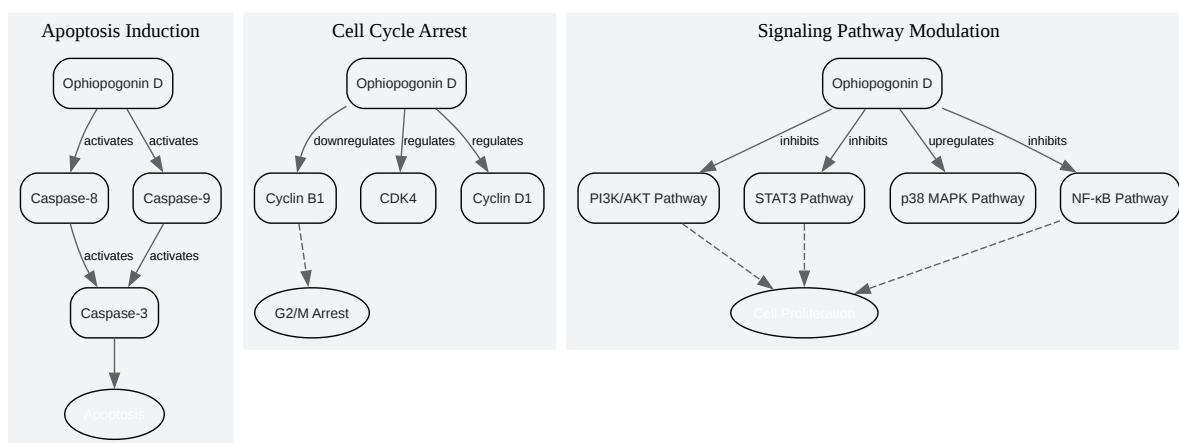 Apoptosis Induction
Ophiopogonin D
activates
activates
Caspase-8
Caspase-9
activates
activates
Caspase-3
Apoptosis
Cell Cycle Arrest
Ophiopogonin D
downregulates
regulates
regulates
Cyclin B1
CDK4
Cyclin D1
G2/M Arrest
Signaling Pathway Modulation
Ophiopogonin D
inhibits
inhibits
upregulates
inhibits
PI3K/AKT Pathway
STAT3 Pathway
p38 MAPK Pathway
NF-κB Pathway
Cell Proliferation